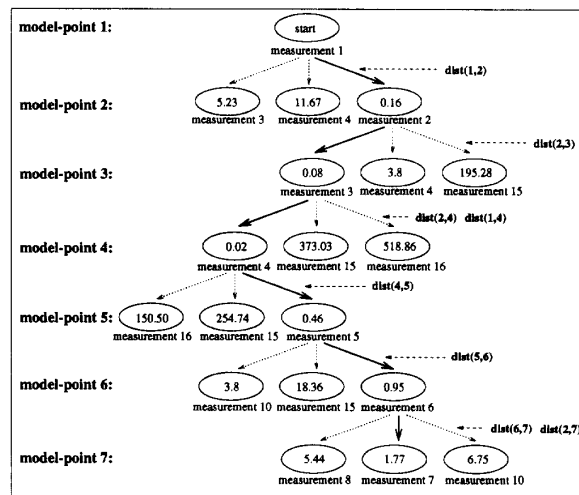 model-point 1: start
measurement 1
dist(1,2)
model-point 2: 5.23 11.67 0.16
measurement 3 measurement 4 measurement 2
dist(2,3)
model-point 3: 0.08 3.8 195.28
measurement 3 measurement 4 measurement 15
dist(2,4) dist(1,4)
model-point 4: 0.02 373.03 518.86
measurement 4 measurement 15 measurement 16
dist(4,5)
model-point 5: 150.50 254.74 0.46
measurement 16 measurement 15 measurement 5
dist(5,6)
model-point 6: 3.8 18.36 0.95
measurement 10 measurement 15 measurement 6
dist(6,7) dist(2,7)
model-point 7: 5.44 1.77 6.75
measurement 8 measurement 7 measurement 10